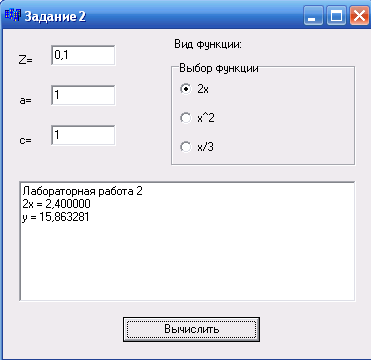 Задание 2
Z= 0,1
a= 1
c= 1
Вид функции:
Выбор функции
2x
x^2
x/3
Лабораторная работа 2
2x = 2,400000
y = 15,863281
Вычислить